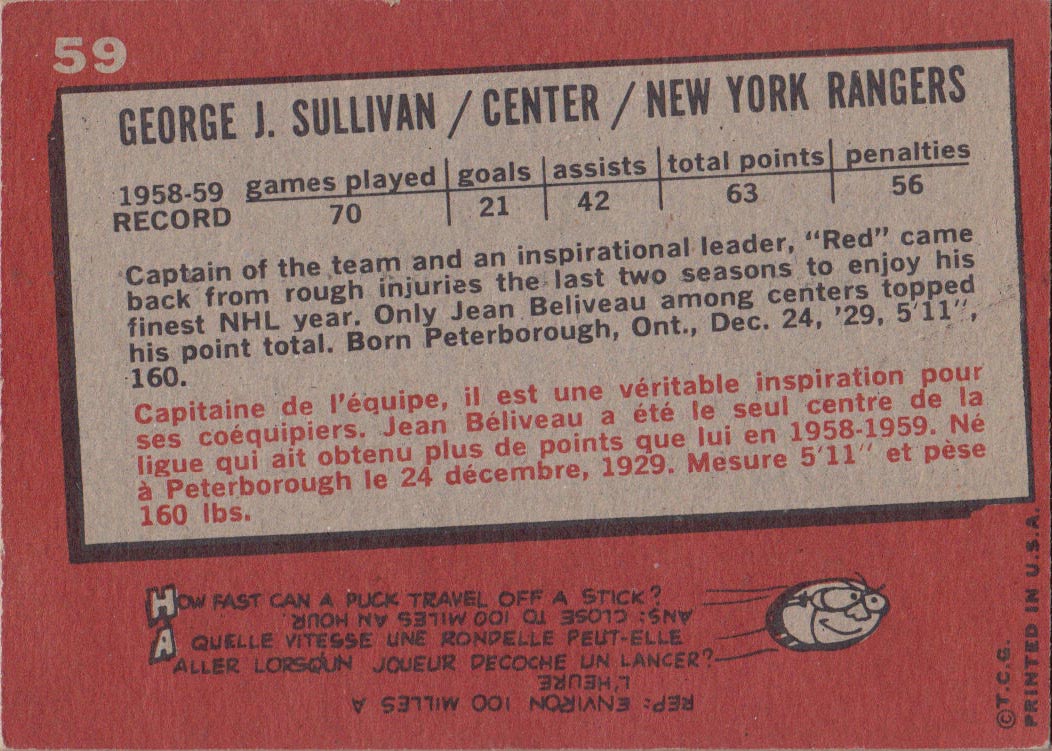 59
GEORGE J. SULLIVAN / CENTER / NEW YORK RANGERS
1958-59 RECORD | games played | goals | assists | total points | penalties
70 | 21 | 42 | 63 | 56
Captain of the team and an inspirational leader, "Red" came
back from rough injuries the last two seasons to enjoy his
finest NHL year. Only Jean Beliveau among centers topped
his point total. Born Peterborough, Ont., Dec. 24, '29, 5'11",
160.
Capitaine de l'équipe, il est une véritable inspiration pour
ses coéquipiers. Jean Béliveau a été le seul centre de la
ligue qui ait obtenu plus de points que lui en 1958-1959. Né
à Peterborough le 24 décembre, 1929. Mesure 5'11" et pèse
160 lbs.
HOW FAST CAN A PUCK TRAVEL OFF A STICK?
ANS: CLOSE TO 100 MILES AN HOUR.
A QUELLE VITESSE UNE RONDELLE PEUT-ELLE
ALLER LORSQU'UN JOUEUR DECOCHE UN LANCER?
REP: ENVIRON 100 MILLES A
L'HEURE
©T.C.G.
PRINTED IN U.S.A.